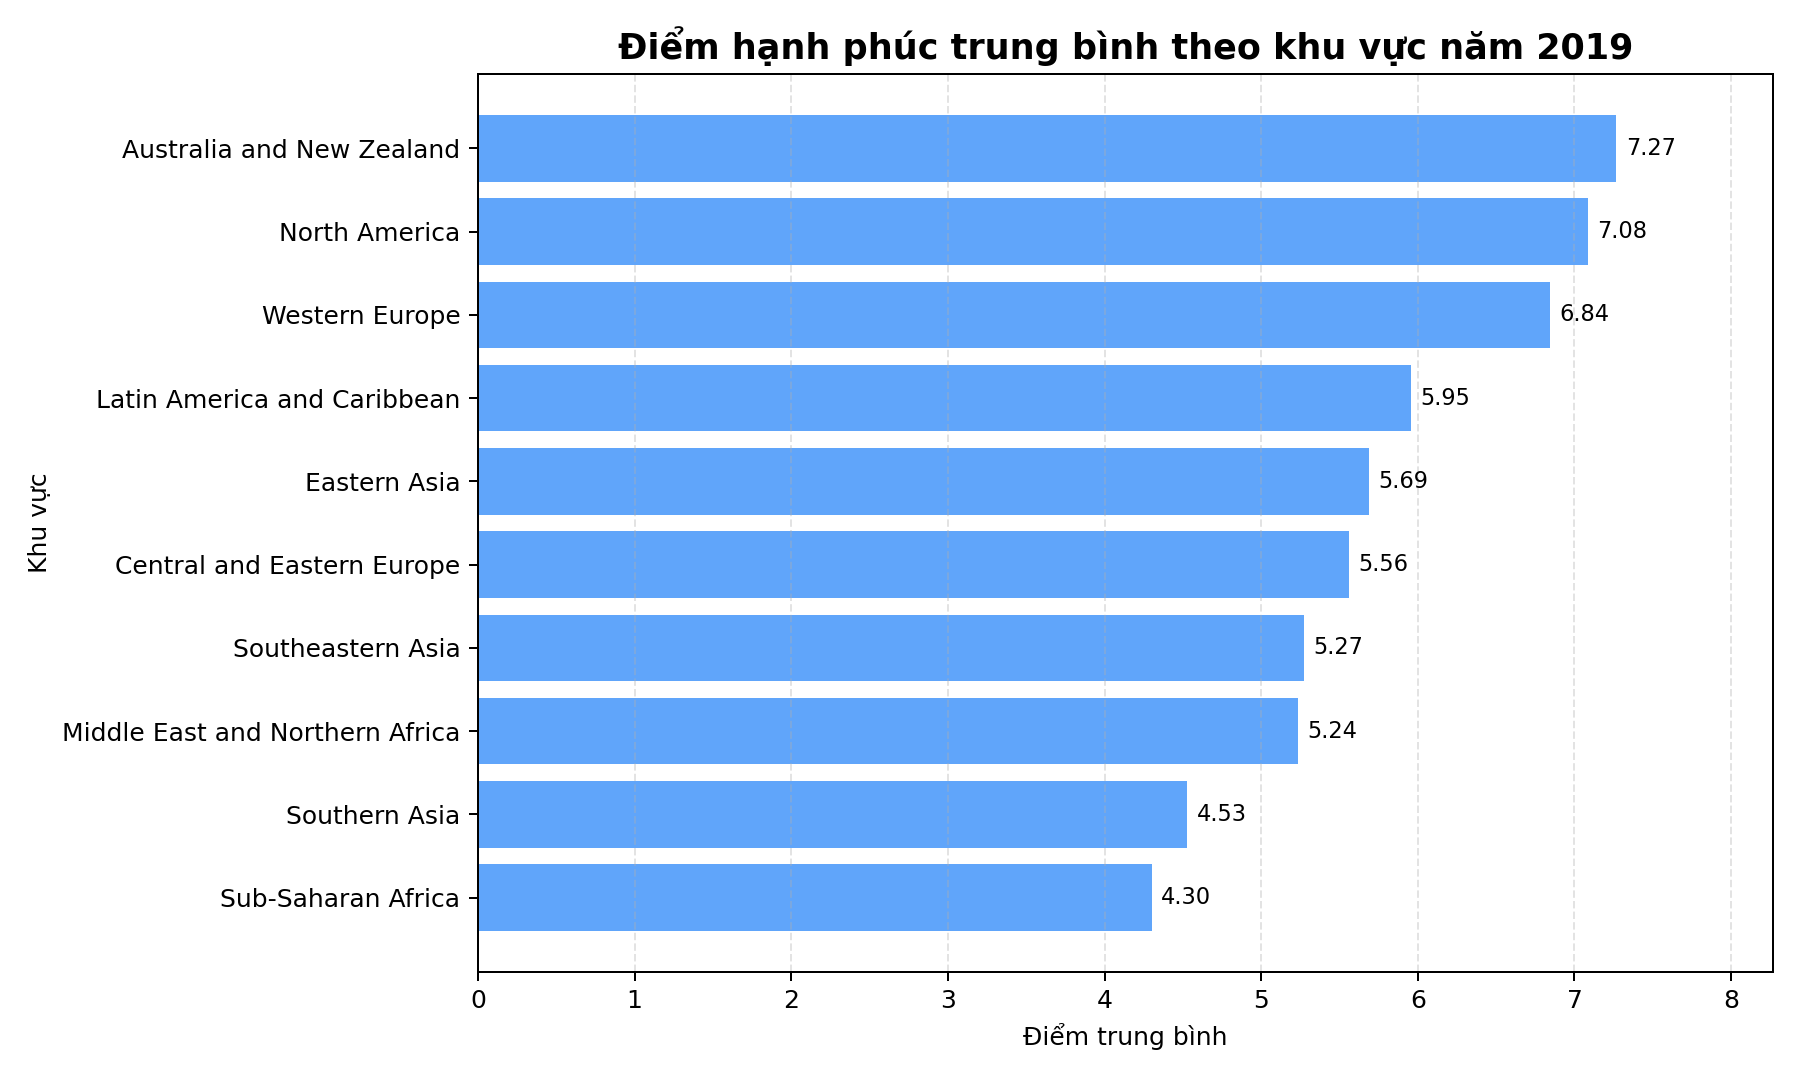 Điểm hạnh phúc trung bình theo khu vực năm 2019
Khu vực
Australia and New Zealand 7.27
North America 7.08
Western Europe 6.84
Latin America and Caribbean 5.95
Eastern Asia 5.69
Central and Eastern Europe 5.56
Southeastern Asia 5.27
Middle East and Northern Africa 5.24
Southern Asia 4.53
Sub-Saharan Africa 4.30
0 1 2 3 4 5 6 7 8
Điểm trung bình